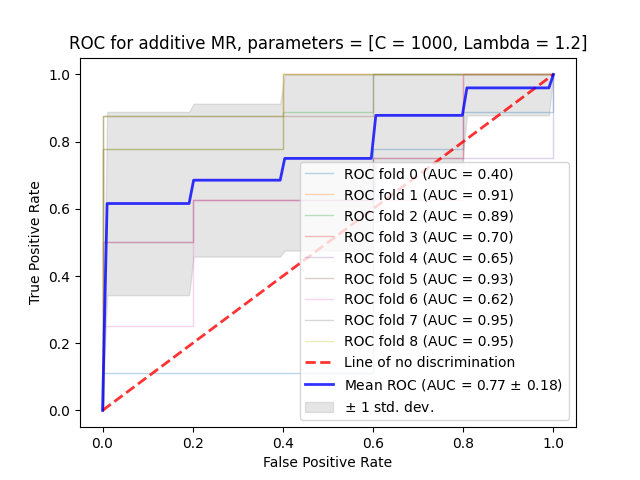 ROC for additive MR, parameters = [C = 1000, Lambda = 1.2]
True Positive Rate
1.0
0.8
0.6
0.4
0.2
0.0
ROC fold 0 (AUC = 0.40)
ROC fold 1 (AUC = 0.91)
ROC fold 2 (AUC = 0.89)
ROC fold 3 (AUC = 0.70)
ROC fold 4 (AUC = 0.65)
ROC fold 5 (AUC = 0.93)
ROC fold 6 (AUC = 0.62)
ROC fold 7 (AUC = 0.95)
ROC fold 8 (AUC = 0.95)
Line of no discrimination
Mean ROC (AUC = 0.77 ± 0.18)
± 1 std. dev.
0.0 0.2 0.4 0.6 0.8 1.0
False Positive Rate